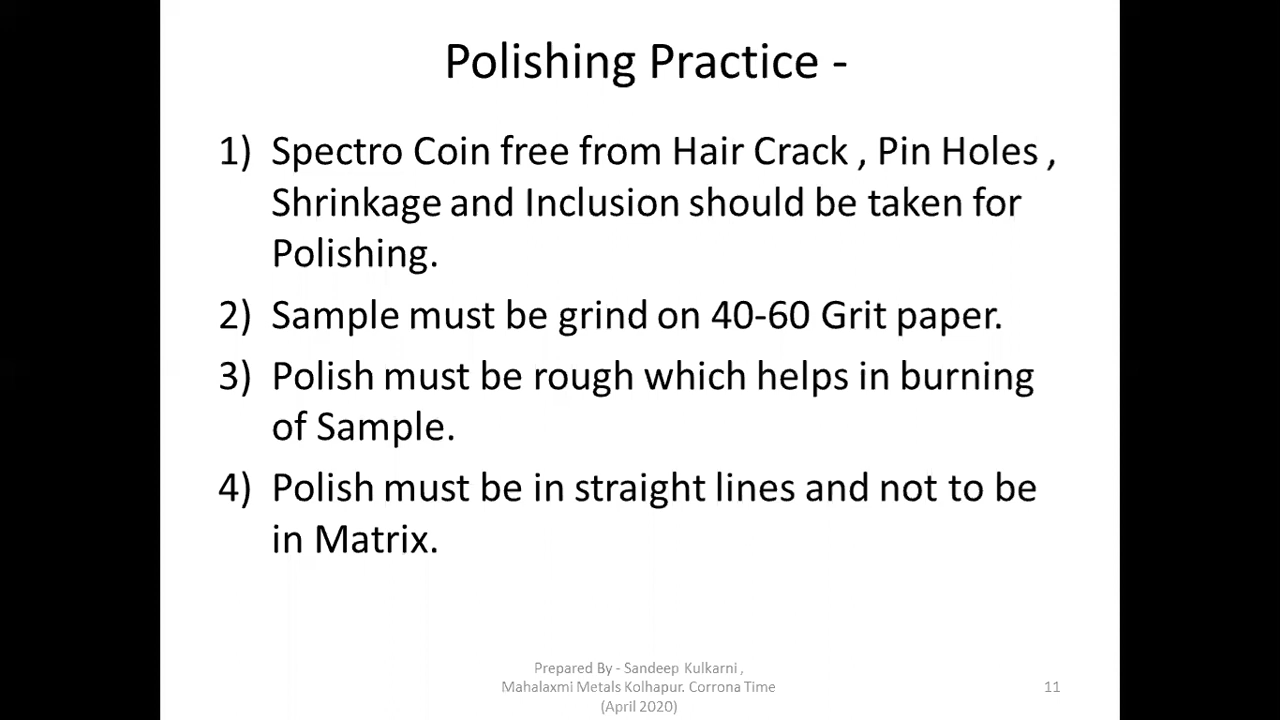 Polishing Practice -
1) Spectro Coin free from Hair Crack , Pin Holes ,
Shrinkage and Inclusion should be taken for
Polishing.
2) Sample must be grind on 40-60 Grit paper.
3) Polish must be rough which helps in burning
of Sample.
4) Polish must be in straight lines and not to be
in Matrix.
Prepared By - Sandeep Kulkarni ,
Mahalaxmi Metals Kolhapur. Corrona Time
(April 2020)
11